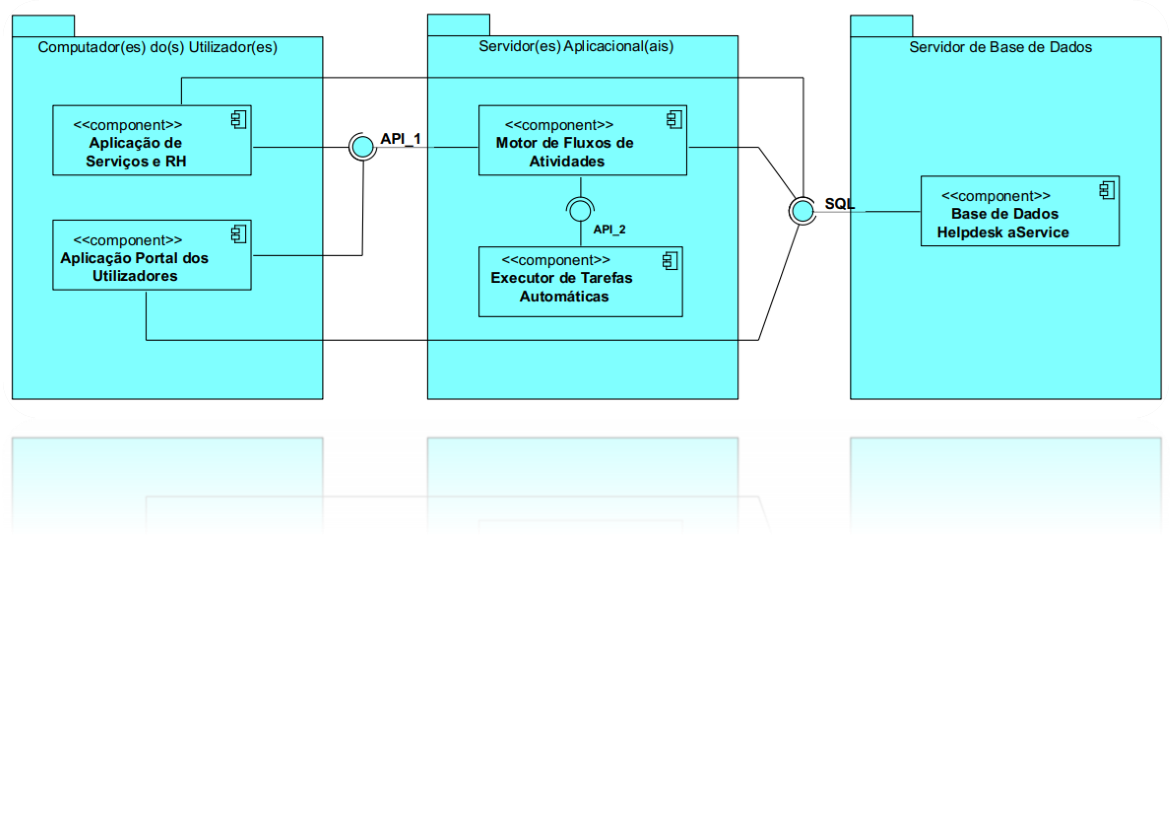 Computador(es) do(s) Utilizador(es)
<<component>>
Aplicação de
Serviços e RH
<<component>>
Aplicação Portal dos
Utilizadores
API_1
Servidor(es) Aplicacional(ais)
<<component>>
Motor de Fluxos de
Atividades
API_2
<<component>>
Executor de Tarefas
Automáticas
SQL
Servidor de Base de Dados
<<component>>
Base de Dados
Helpdesk aService